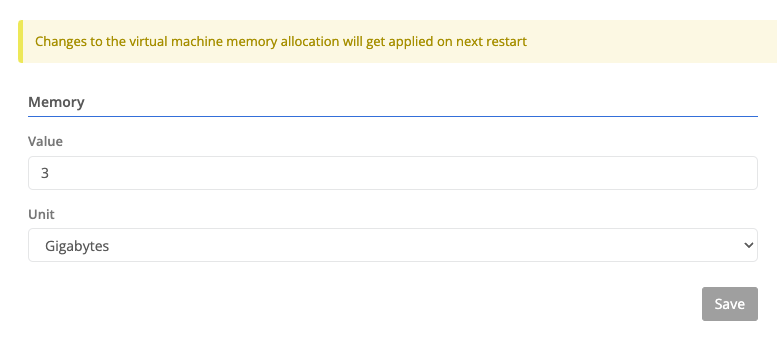 Changes to the virtual machine memory allocation will get applied on next restart
Memory
Value
3
Unit
Gigabytes
Save